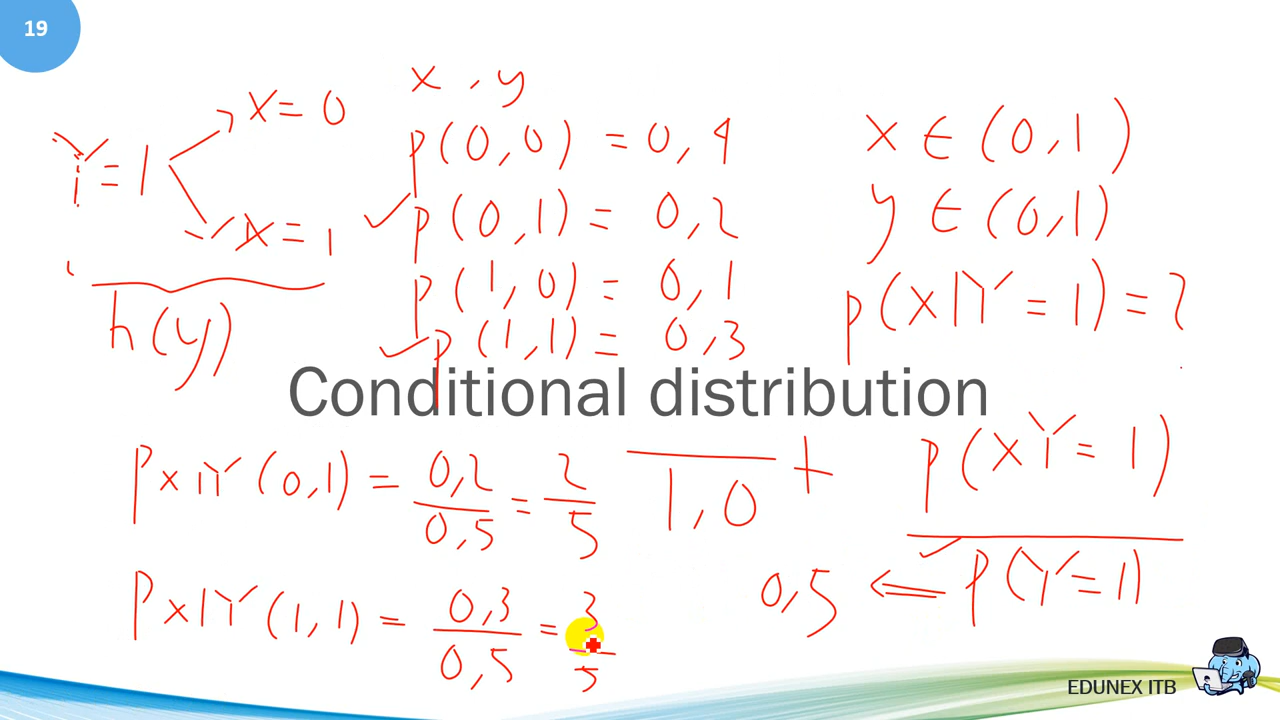 19
x , y
Y = 1
X = 0
X = 1
h(y)
p(0,0) = 0,4
p(0,1) = 0,2
p(1,0) = 0,1
p(1,1) = 0,3
1,0 +
x ∈ (0,1)
y ∈ (0,1)
p(X|Y = 1) = ?
Conditional distribution
p(XY = 1)
p(Y = 1)
0,5 ⇐
P X|Y (0,1) = 0,2 / 0,5 = 2 / 5
P X|Y (1,1) = 0,3 / 0,5 = 3 / 5
EDUNEX ITB